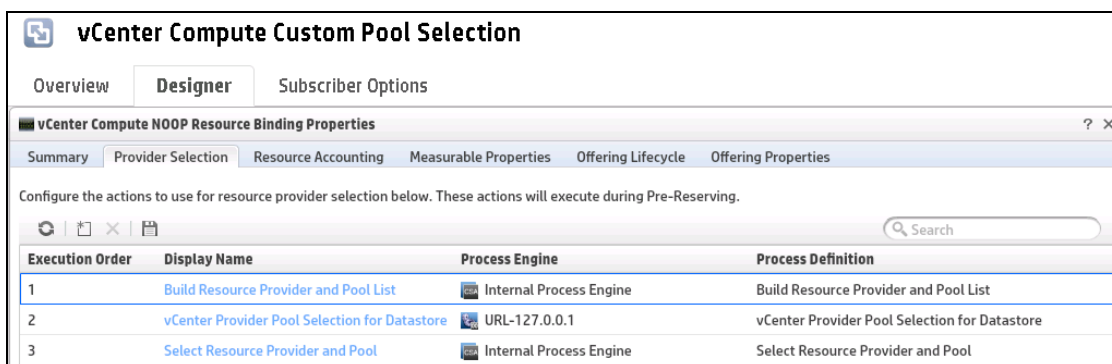 vCenter Compute Custom Pool Selection
Overview Designer Subscriber Options
vCenter Compute NOOP Resource Binding Properties ? ×
Summary Provider Selection Resource Accounting Measurable Properties Offering Lifecycle Offering Properties
Configure the actions to use for resource provider selection below. These actions will execute during Pre-Reserving.
Search
Execution Order Display Name Process Engine Process Definition
1 Build Resource Provider and Pool List CSA Internal Process Engine Build Resource Provider and Pool List
2 vCenter Provider Pool Selection for Datastore URL-127.0.0.1 vCenter Provider Pool Selection for Datastore
3 Select Resource Provider and Pool CSA Internal Process Engine Select Resource Provider and Pool